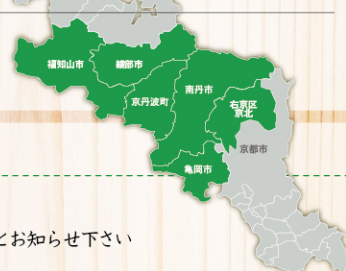 福知山市
綾部市
京丹波町
南丹市
右京区
京北
京都市
亀岡市
とお知らせ下さい